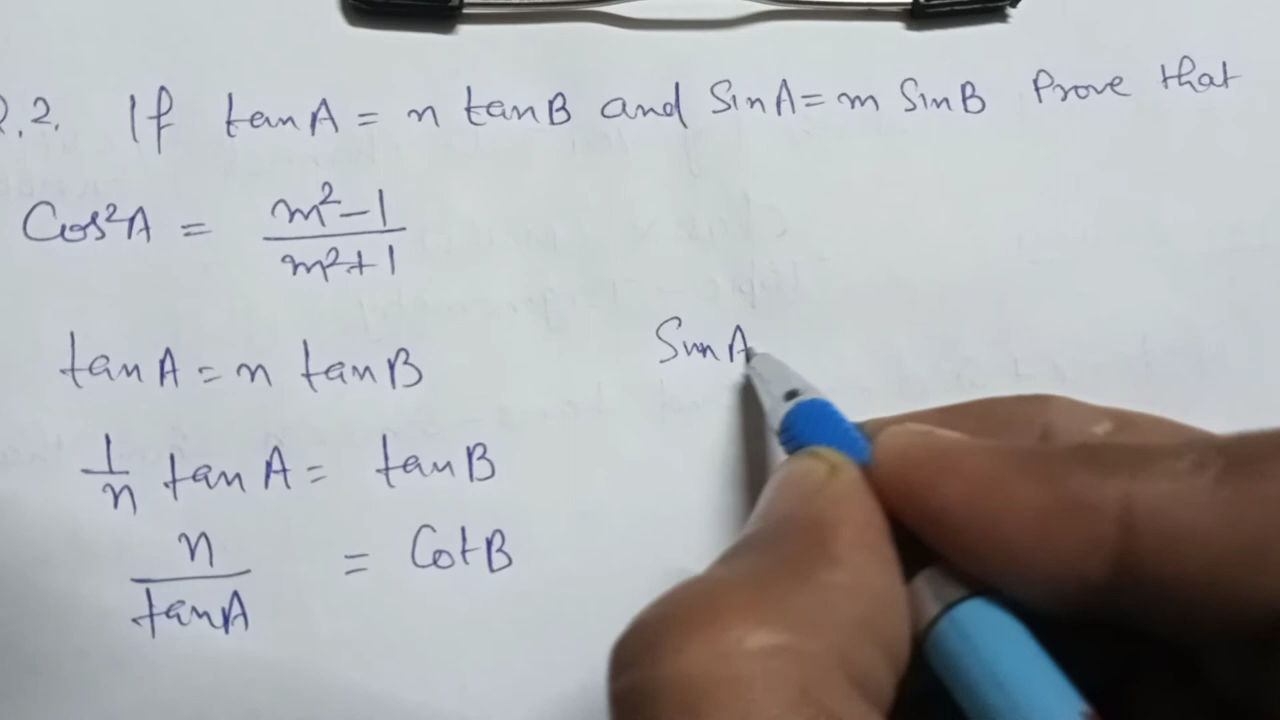 .2. If tanA = n tanB and SinA = m SinB Prove that
Cos²A = m²-1 / m²+1
tanA = n tanB
SinA
1/n tanA = tanB
n / tanA = CotB